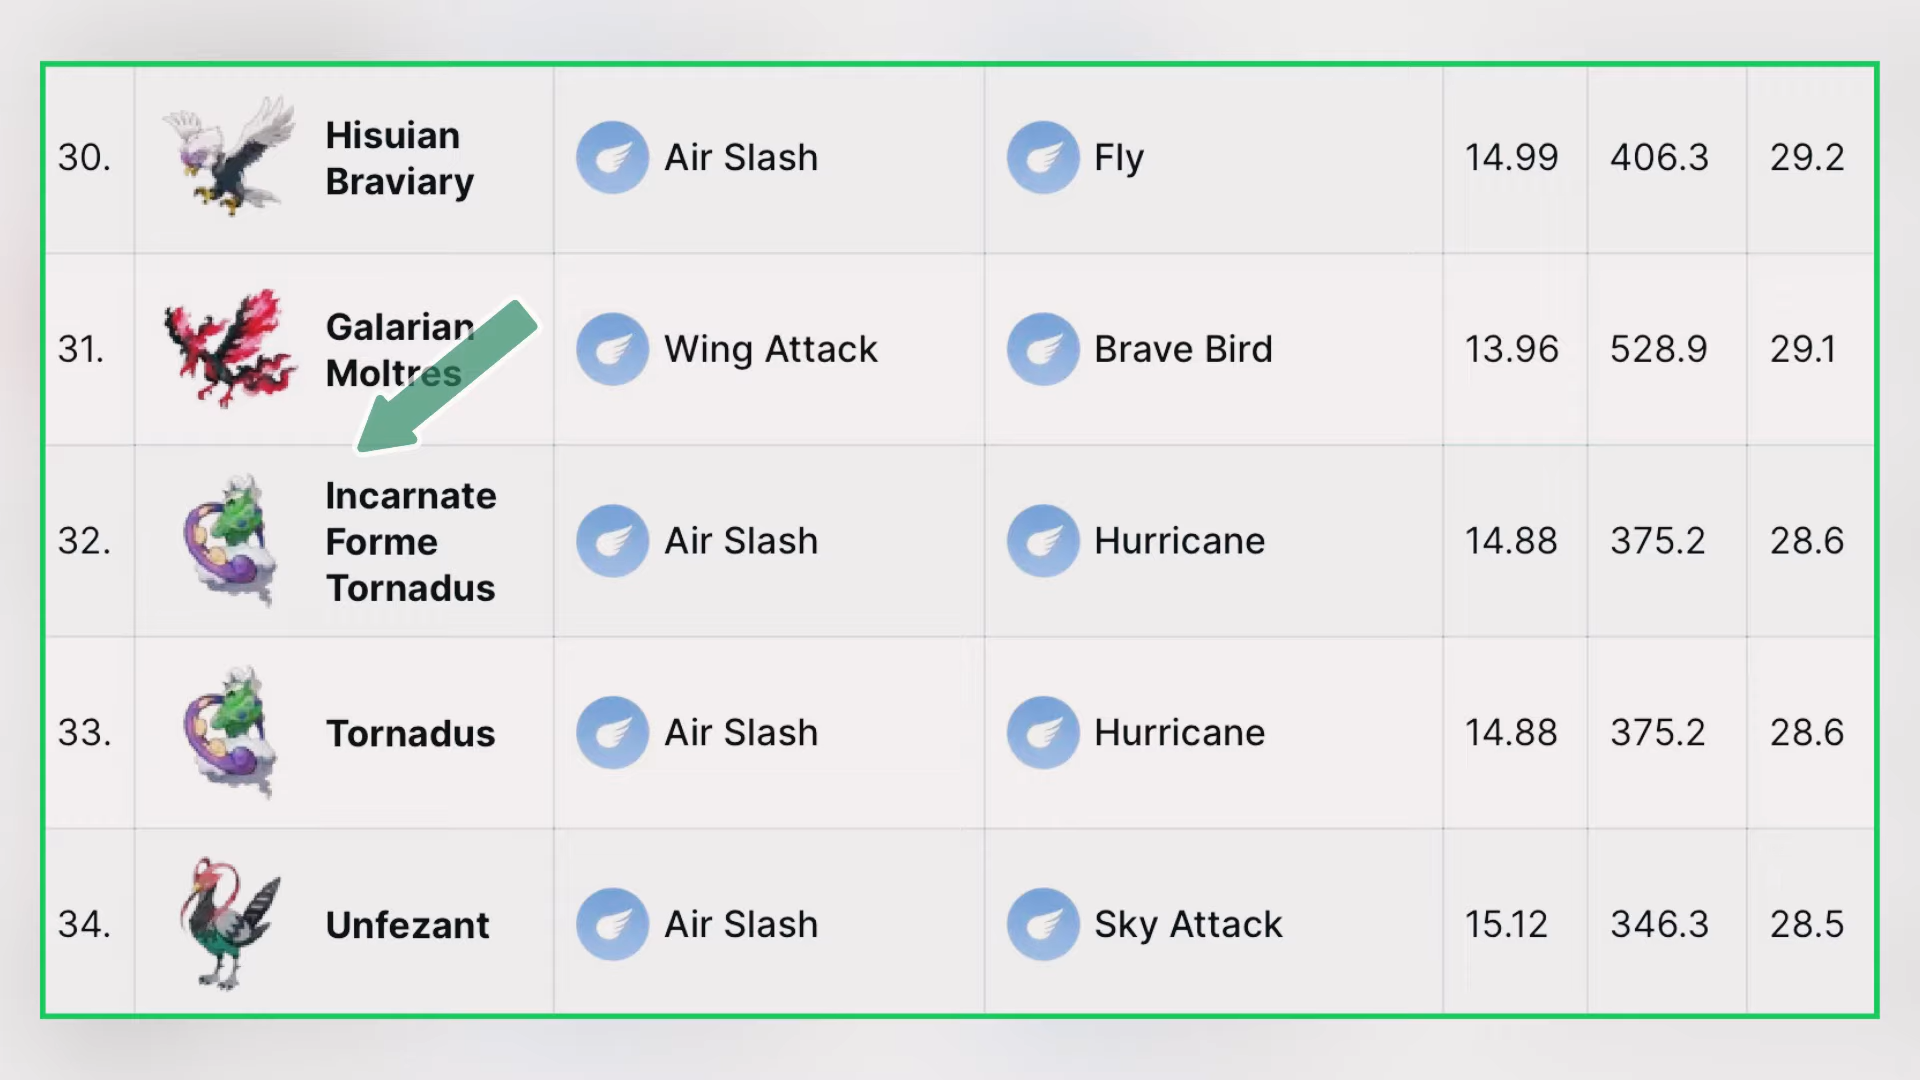 30.
Hisuian
Braviary
Air Slash
Fly
14.99
406.3
29.2
31.
Galarian
Moltres
Wing Attack
Brave Bird
13.96
528.9
29.1
32.
Incarnate
Forme
Tornadus
Air Slash
Hurricane
14.88
375.2
28.6
33.
Tornadus
Air Slash
Hurricane
14.88
375.2
28.6
34.
Unfezant
Air Slash
Sky Attack
15.12
346.3
28.5